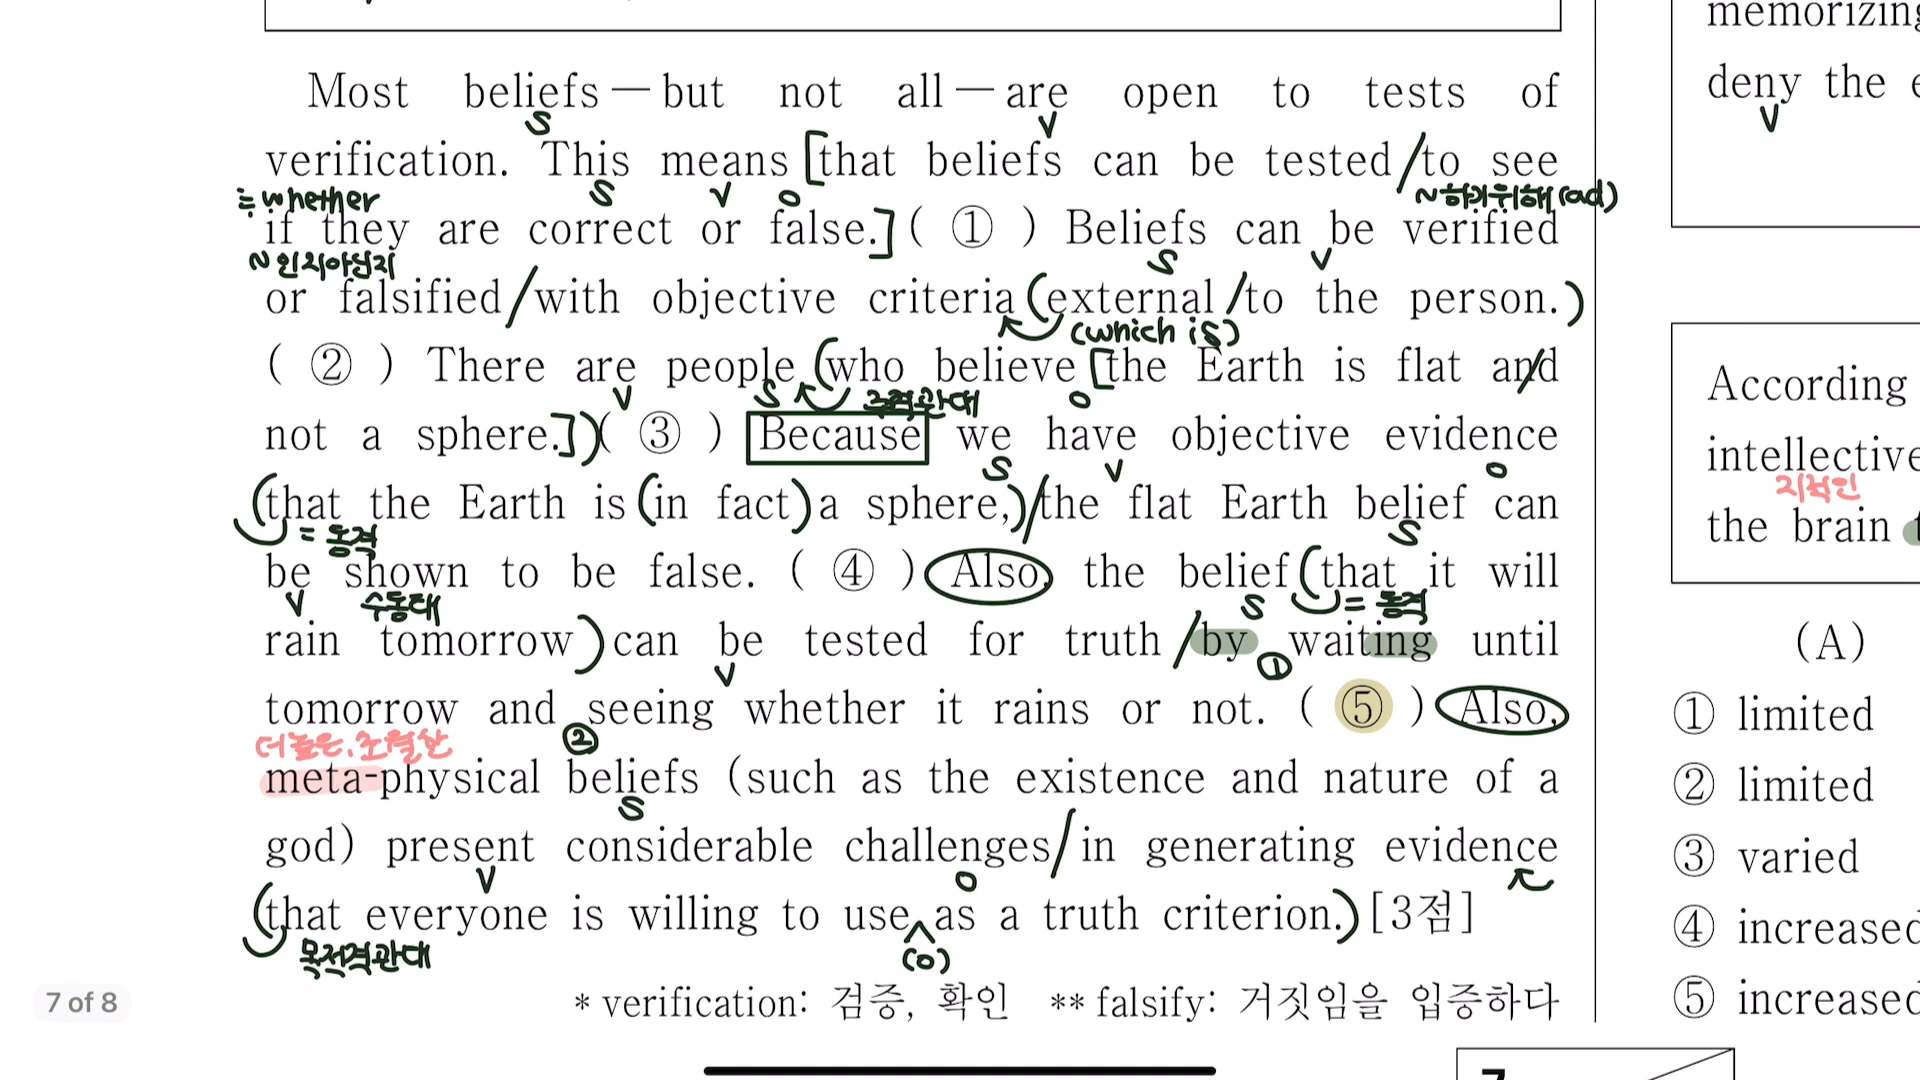 memorizing
deny the
V
Most beliefs—but not all—are open to tests of
S V
verification. This means [that beliefs can be tested / to see
≒ whether S V O ~하기위해(ad)
if they are correct or false.] ( ① ) Beliefs can be verified
~인지아닌지 S V
or falsified / with objective criteria (external / to the person.)
(which is)
( ② ) There are people (who believe [the Earth is flat and
V S 주격관대 O
not a sphere.]) ( ③ ) Because we have objective evidence
S V O
(that the Earth is (in fact) a sphere,) / the flat Earth belief can
= 동격 S
be shown to be false. ( ④ ) Also, the belief (that it will
V 수동태 S = 동격
rain tomorrow) can be tested for truth / by waiting until
V ①
tomorrow and seeing whether it rains or not. ( ⑤ ) Also,
더높은, 초월한 ②
meta-physical beliefs (such as the existence and nature of a
S
god) present considerable challenges / in generating evidence
V O
(that everyone is willing to use as a truth criterion.) [3점]
목적격관대 (o)
* verification: 검증, 확인 ** falsify: 거짓임을 입증하다
7 of 8
According
intellective
지적인
the brain
(A)
① limited
② limited
③ varied
④ increased
⑤ increased